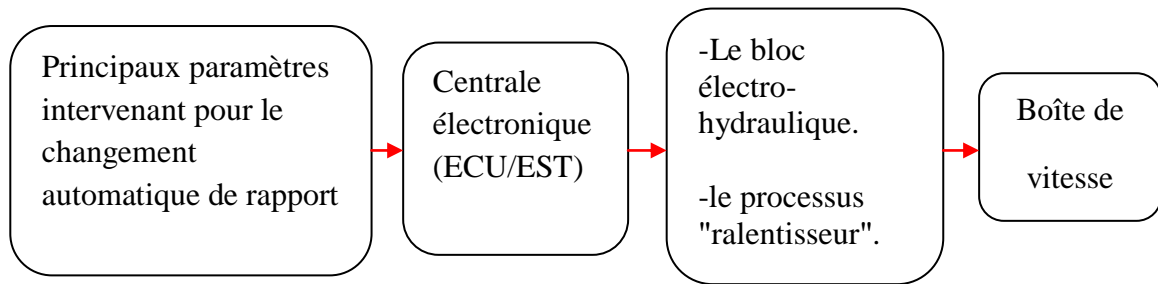 Principaux paramètres
intervenant pour le
changement
automatique de rapport
Centrale
électronique
(ECU/EST)
-Le bloc
électro-
hydraulique.
-le processus
"ralentisseur".
Boîte de
vitesse